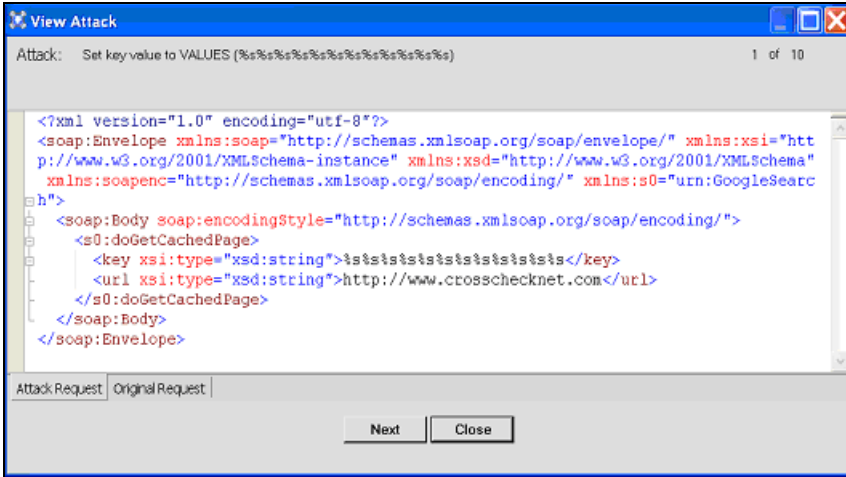 View Attack
Attack: Set key value to VALUES (%s%s%s%s%s%s%s%s%s%s%s%s%s) 1 of 10
<?xml version="1.0" encoding="utf-8"?>
<soap:Envelope xmlns:soap="http://schemas.xmlsoap.org/soap/envelope/" xmlns:xsi="htt
p://www.w3.org/2001/XMLSchema-instance" xmlns:xsd="http://www.w3.org/2001/XMLSchema"
xmlns:soapenc="http://schemas.xmlsoap.org/soap/encoding/" xmlns:s0="urn:GoogleSearc
h">
<soap:Body soap:encodingStyle="http://schemas.xmlsoap.org/soap/encoding/">
<s0:doGetCachedPage>
<key xsi:type="xsd:string">%s%s%s%s%s%s%s%s%s%s%s%s%s</key>
<url xsi:type="xsd:string">http://www.crosschecknet.com</url>
</s0:doGetCachedPage>
</soap:Body>
</soap:Envelope>
Attack Request Original Request
Next Close